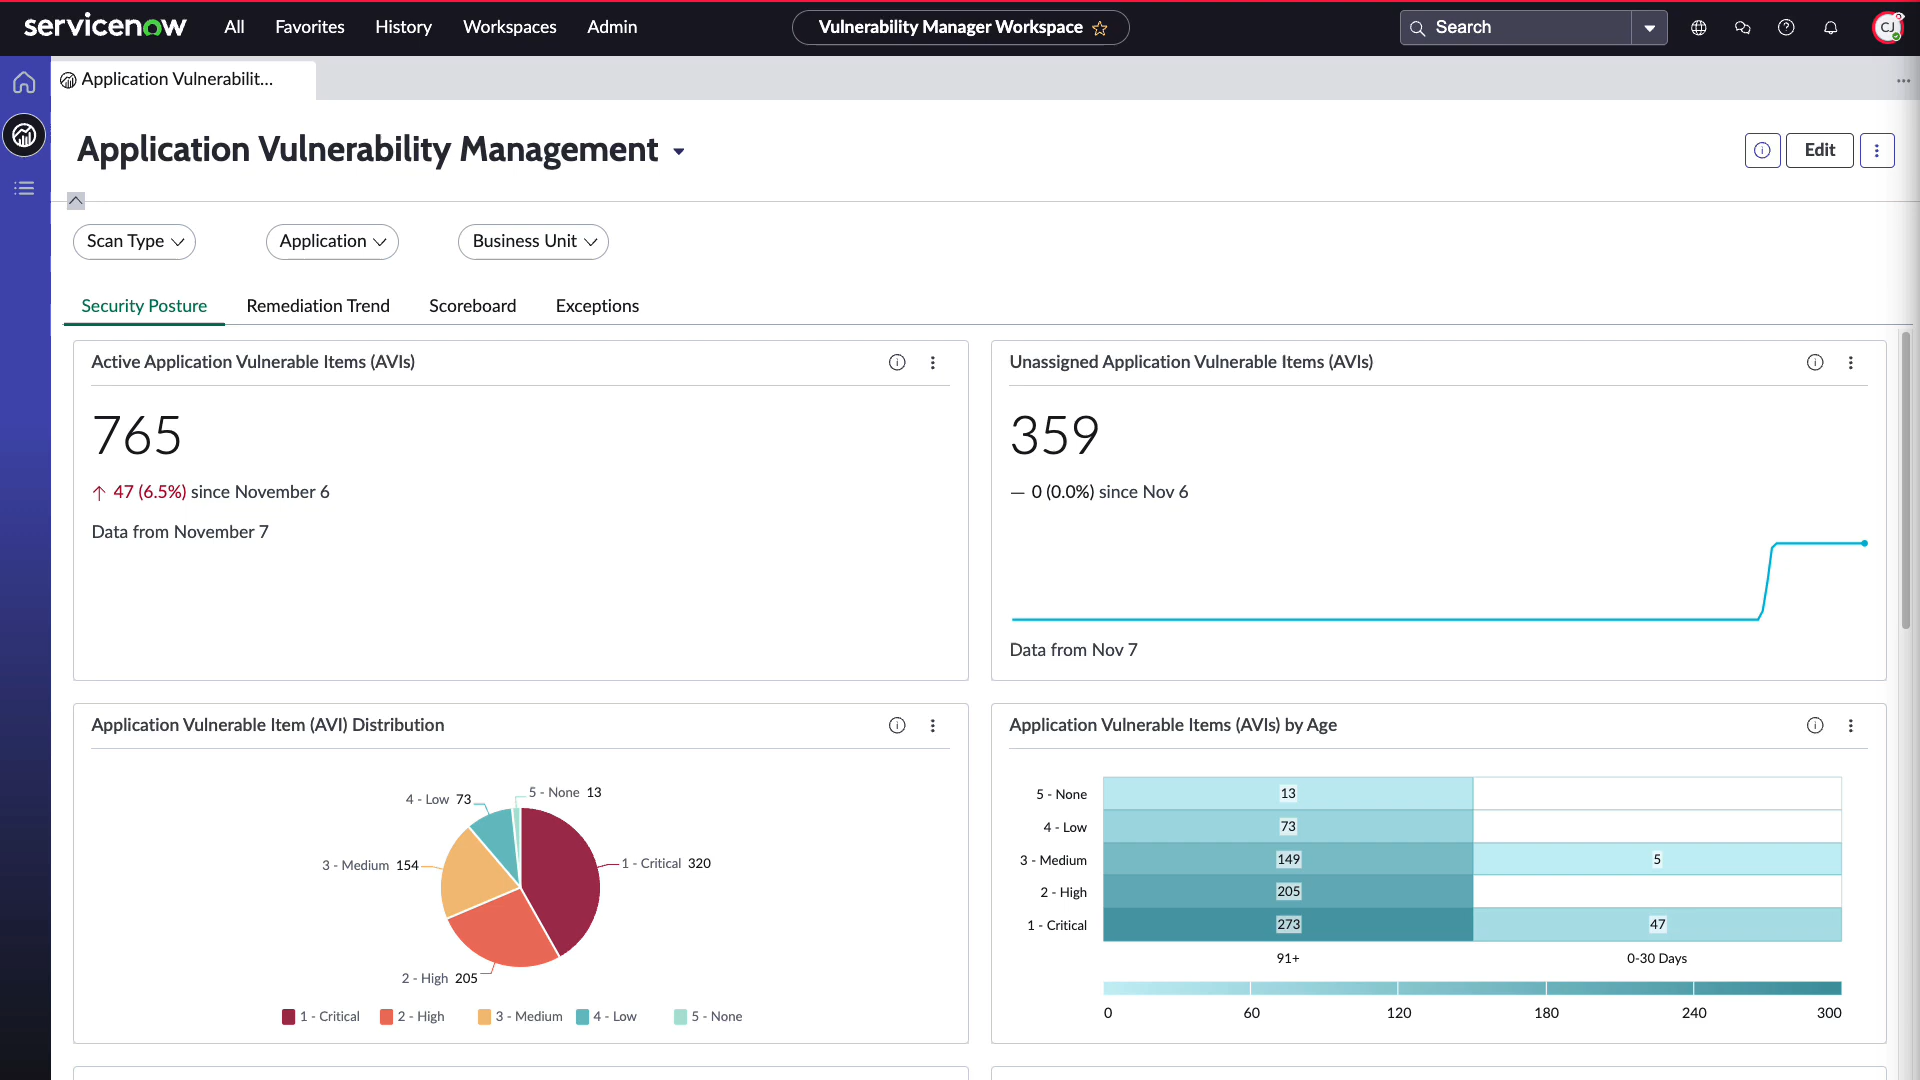 servicenow All Favorites History Workspaces Admin Vulnerability Manager Workspace Search CJ
Application Vulnerabilit...
Application Vulnerability Management Edit
Scan Type Application Business Unit
Security Posture Remediation Trend Scoreboard Exceptions
Active Application Vulnerable Items (AVIs)
765
47 (6.5%) since November 6
Data from November 7
Unassigned Application Vulnerable Items (AVIs)
359
— 0 (0.0%) since Nov 6
Data from Nov 7
Application Vulnerable Item (AVI) Distribution
5 - None 13
4 - Low 73
1 - Critical 320
3 - Medium 154
2 - High 205
1 - Critical 2 - High 3 - Medium 4 - Low 5 - None
Application Vulnerable Items (AVIs) by Age
5 - None 13
4 - Low 73
3 - Medium 149 5
2 - High 205
1 - Critical 273 47
91+ 0-30 Days
0 60 120 180 240 300